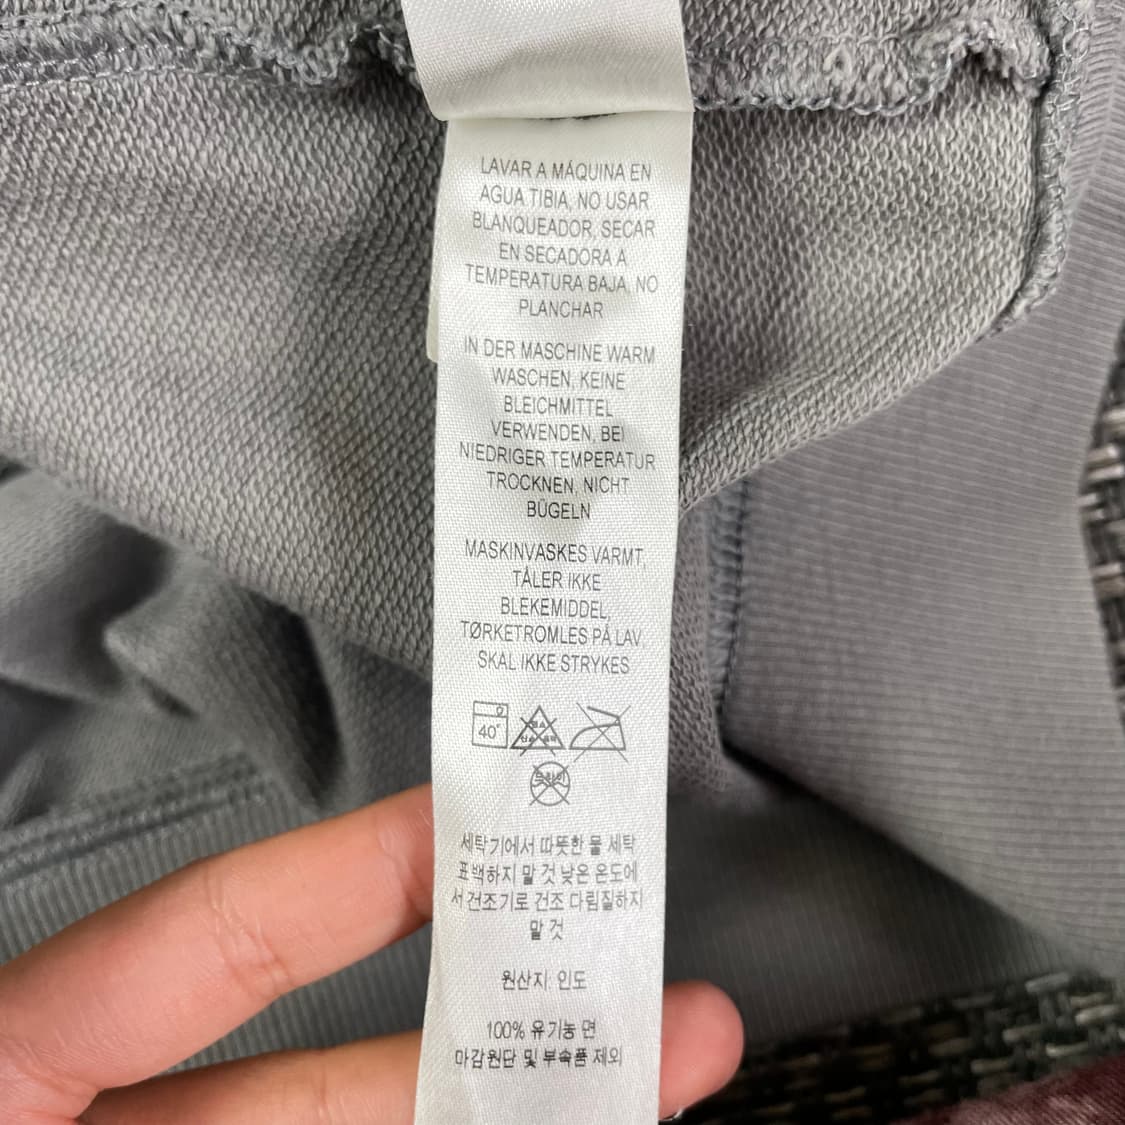 LAVAR A MÁQUINA EN
AGUA TIBIA, NO USAR
BLANQUEADOR, SECAR
EN SECADORA A
TEMPERATURA BAJA, NO
PLANCHAR
IN DER MASCHINE WARM
WASCHEN, KEINE
BLEICHMITTEL
VERWENDEN, BEI
NIEDRIGER TEMPERATUR
TROCKNEN, NICHT
BÜGELN
MASKINVASKES VARMT,
TÅLER IKKE
BLEKEMIDDEL,
TØRKETROMLES PÅ LAV,
SKAL IKKE STRYKES
40°
세탁기에서 따뜻한 물 세탁
표백하지 말 것 낮은 온도에
서 건조기로 건조 다림질하지
말 것
원산지: 인도
100% 유기농 면
마감원단 및 부속품 제외